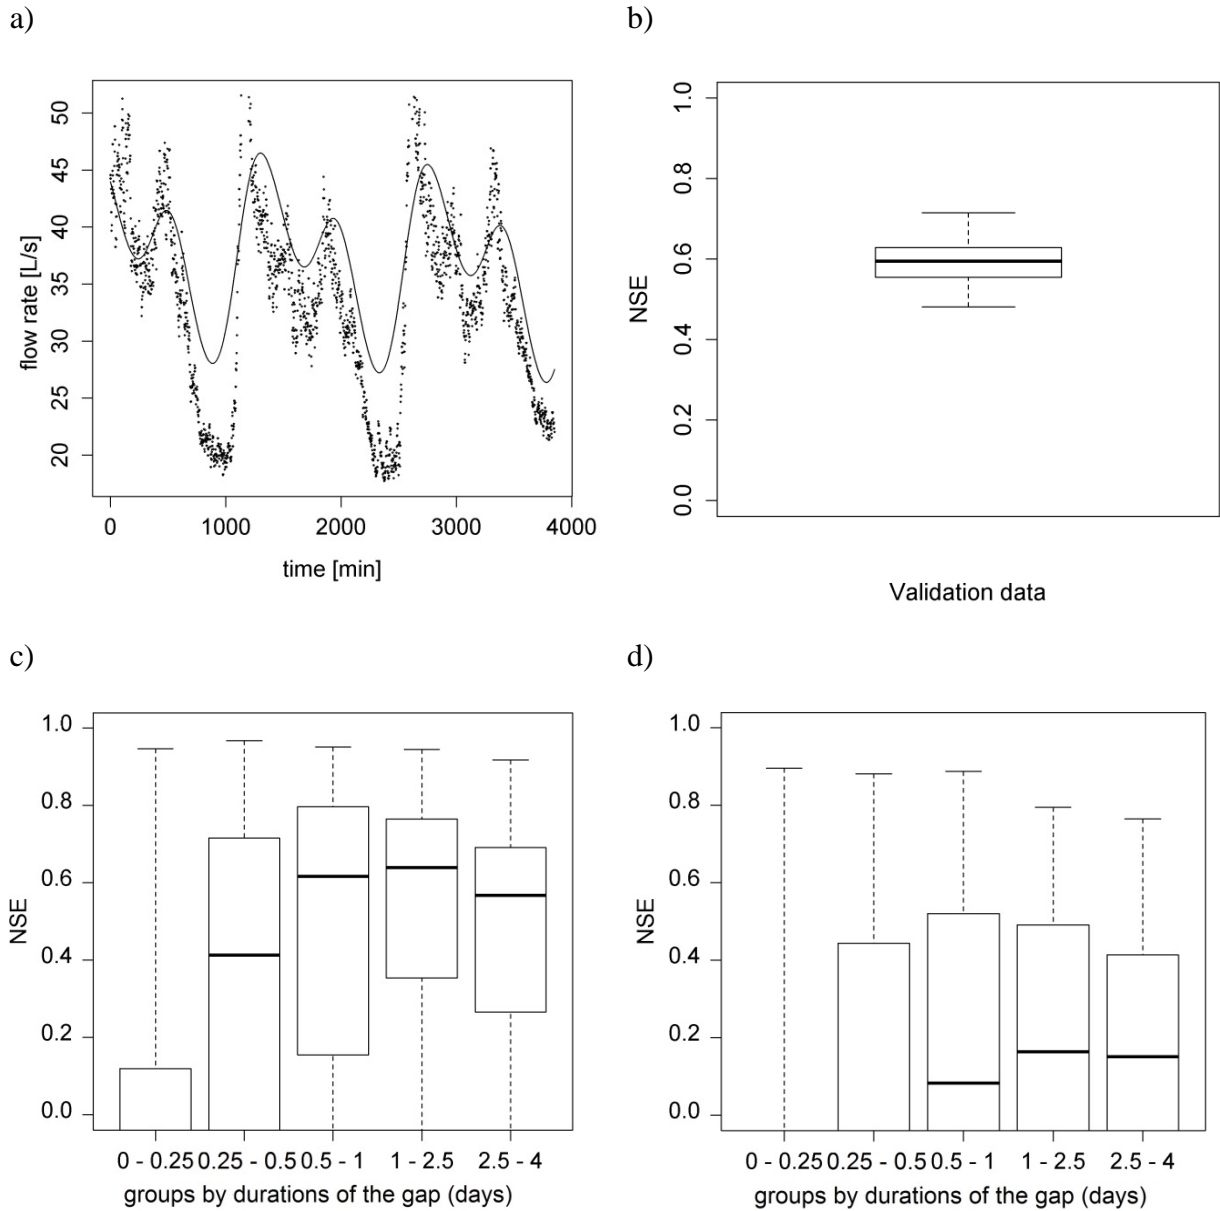 a)
flow rate [L/s]
50
45
40
35
30
25
20
0 1000 2000 3000 4000
time [min]
b)
NSE
1.0
0.8
0.6
0.4
0.2
0.0
Validation data
c)
NSE
1.0
0.8
0.6
0.4
0.2
0.0
0 - 0.25 0.25 - 0.5 0.5 - 1 1 - 2.5 2.5 - 4
groups by durations of the gap (days)
d)
NSE
1.0
0.8
0.6
0.4
0.2
0.0
0 - 0.25 0.25 - 0.5 0.5 - 1 1 - 2.5 2.5 - 4
groups by durations of the gap (days)